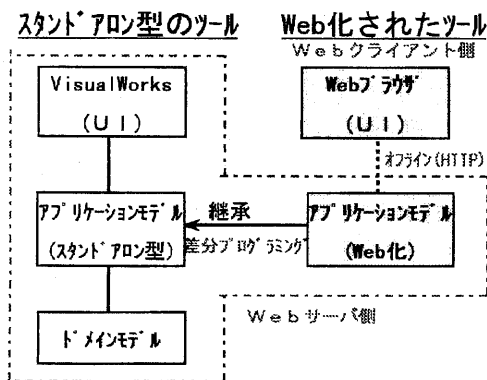 スタンドアロン型のツール
Web化されたツール
Webクライアント側
VisualWorks
(UI)
Webブラウザ
(UI)
オフライン(HTTP)
アプリケーションモデル
(スタンドアロン型)
継承
差分プログラミング
アプリケーションモデル
(Web化)
ドメインモデル
Webサーバ側